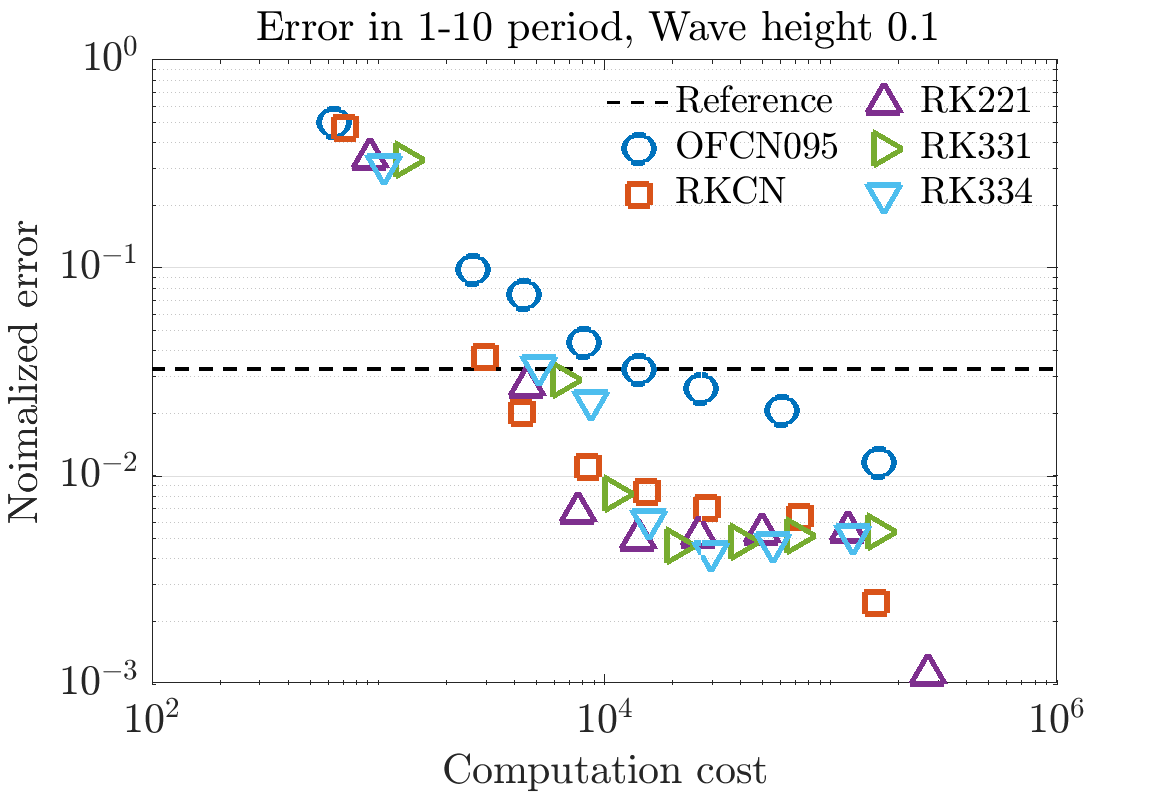 Error in 1-10 period, Wave height 0.1
10^0
10^{-1}
10^{-2}
10^{-3}
Noimalized error
Reference
OFCN095
RKCN
RK221
RK331
RK334
10^2
10^4
10^6
Computation cost